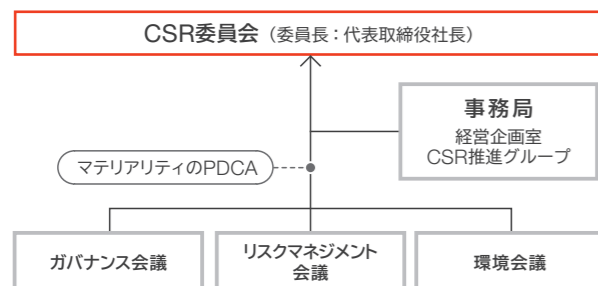 CSR委員会（委員長：代表取締役社長）
事務局
経営企画室
CSR推進グループ
マテリアリティのPDCA
ガバナンス会議
リスクマネジメント
会議
環境会議